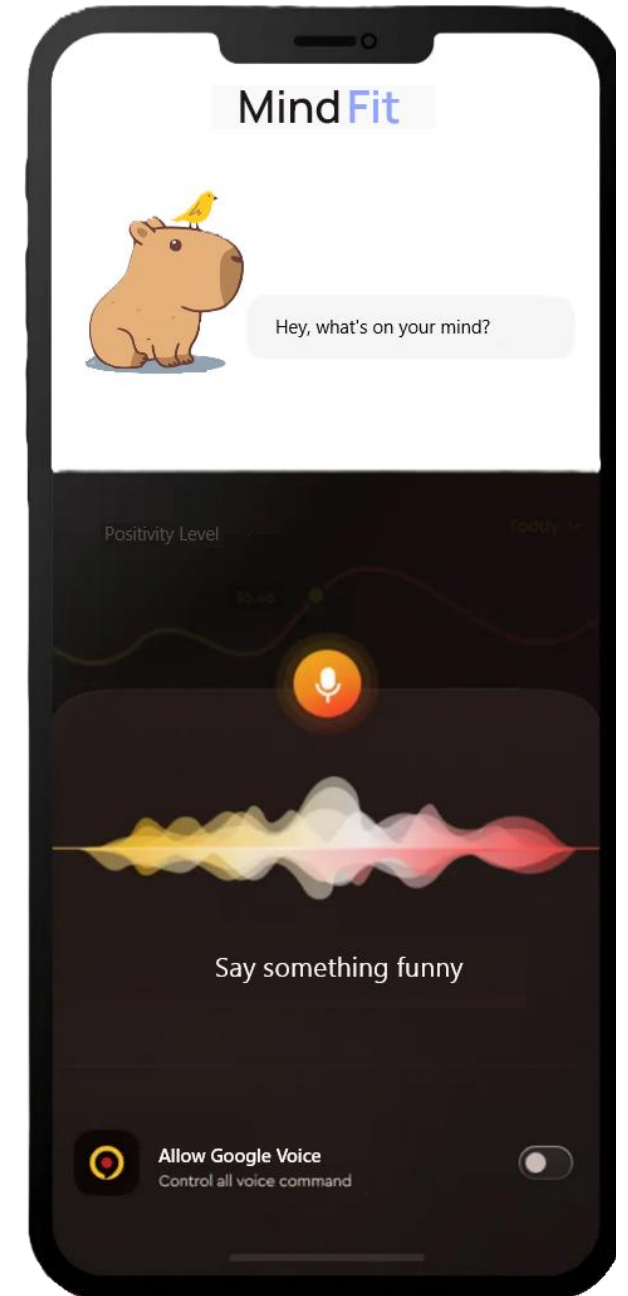 MindFit
Hey, what's on your mind?
Positivity Level
Today
Say something funny
Allow Google Voice
Control all voice command